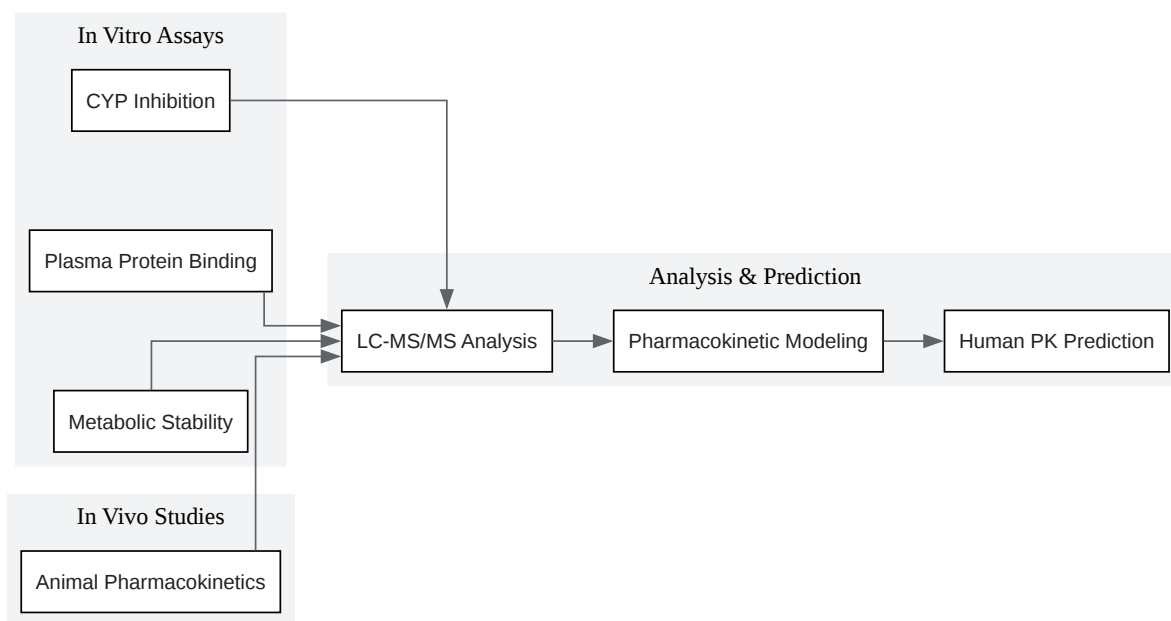 In Vitro Assays
CYP Inhibition
Plasma Protein Binding
Metabolic Stability
In Vivo Studies
Animal Pharmacokinetics
Analysis & Prediction
LC-MS/MS Analysis
Pharmacokinetic Modeling
Human PK Prediction